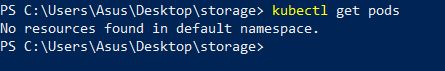 PS C:\Users\Asus\Desktop\storage> kubectl get pods
No resources found in default namespace.
PS C:\Users\Asus\Desktop\storage>